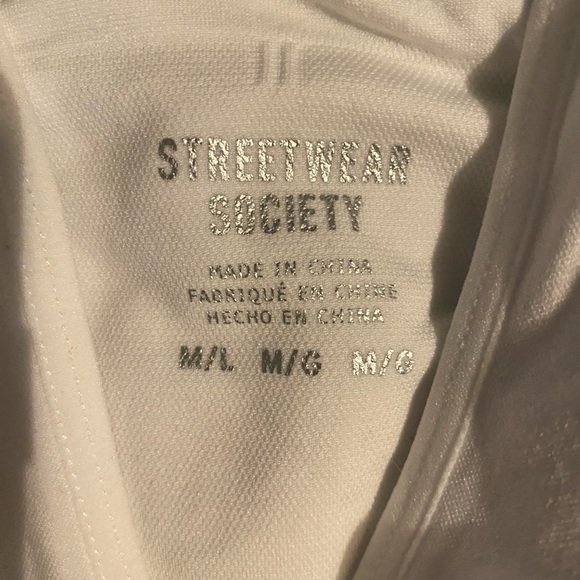 STREETWEAR
SOCIETY
MADE IN CHINA
FABRIQUÉ EN CHINE
HECHO EN CHINA
M/L M/G M/G